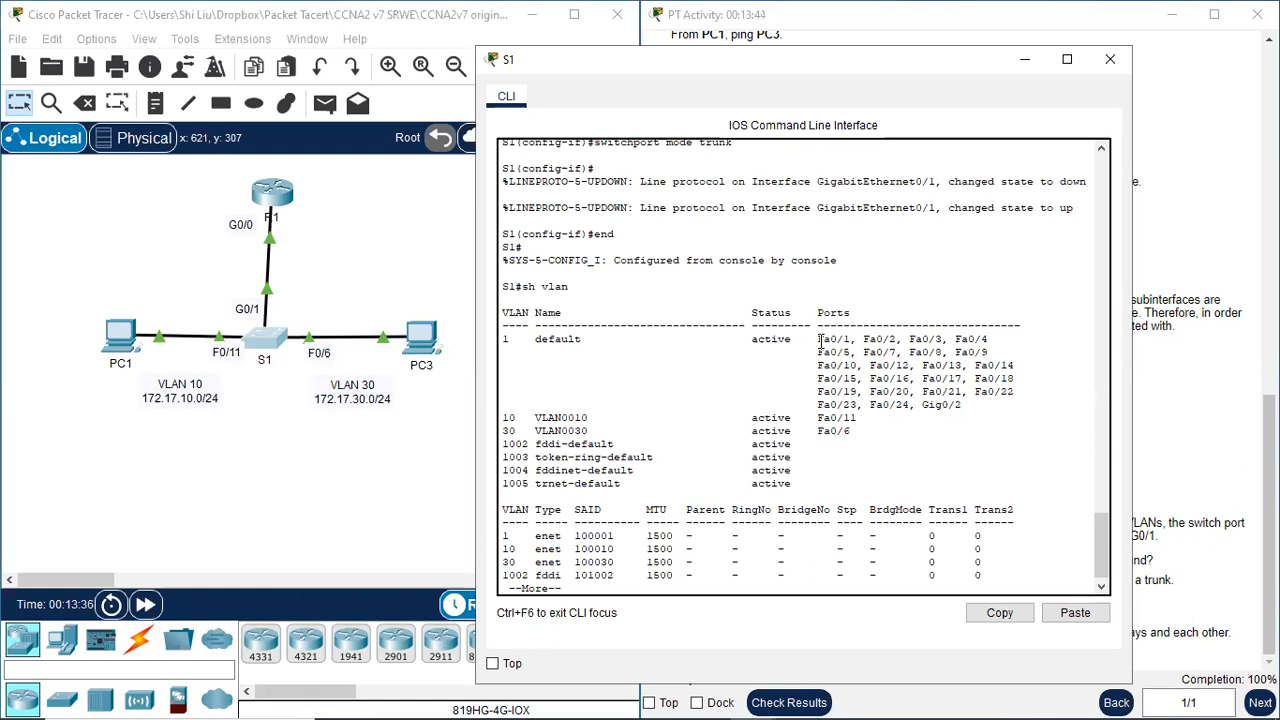 Cisco Packet Tracer - C:\Users\Shi Liu\Dropbox\Packet Tacert\CCNA2 v7 SRWE\CCNA2v7 origin...
File Edit Options View Tools Extensions Window Help
Logical Physical x: 621, y: 307 Root
R1
G0/0
G0/1
F0/11 S1 F0/6
PC1 PC3
VLAN 10
172.17.10.0/24
VLAN 30
172.17.30.0/24
Time: 00:13:36
4331 4321 1941 2901 2911
819HG-4G-IOX
PT Activity: 00:13:44
From PC1, ping PC3.
S1
CLI
IOS Command Line Interface
S1(config-if)#switchport mode trunk
S1(config-if)#
%LINEPROTO-5-UPDOWN: Line protocol on Interface GigabitEthernet0/1, changed state to down
%LINEPROTO-5-UPDOWN: Line protocol on Interface GigabitEthernet0/1, changed state to up
S1(config-if)#end
S1#
%SYS-5-CONFIG_I: Configured from console by console
S1#sh vlan
VLAN Name Status Ports
---- -------------------------------- --------- -------------------------------
1 default active Fa0/1, Fa0/2, Fa0/3, Fa0/4
Fa0/5, Fa0/7, Fa0/8, Fa0/9
Fa0/10, Fa0/12, Fa0/13, Fa0/14
Fa0/15, Fa0/16, Fa0/17, Fa0/18
Fa0/19, Fa0/20, Fa0/21, Fa0/22
Fa0/23, Fa0/24, Gig0/2
10 VLAN0010 active Fa0/11
30 VLAN0030 active Fa0/6
1002 fddi-default active
1003 token-ring-default active
1004 fddinet-default active
1005 trnet-default active
VLAN Type SAID MTU Parent RingNo BridgeNo Stp BrdgMode Trans1 Trans2
---- ----- ---------- ----- ------ ------ -------- ---- -------- ------ ------
1 enet 100001 1500 - - - - - 0 0
10 enet 100010 1500 - - - - - 0 0
30 enet 100030 1500 - - - - - 0 0
1002 fddi 101002 1500 - - - - - 0 0
--More--
Ctrl+F6 to exit CLI focus
Copy Paste
Top
e.
subinterfaces are
Therefore, in order
ted with.
VLANs, the switch port
G0/1.
nd?
a trunk.
ys and each other.
Completion: 100%
Top Dock Check Results Back 1/1 Next